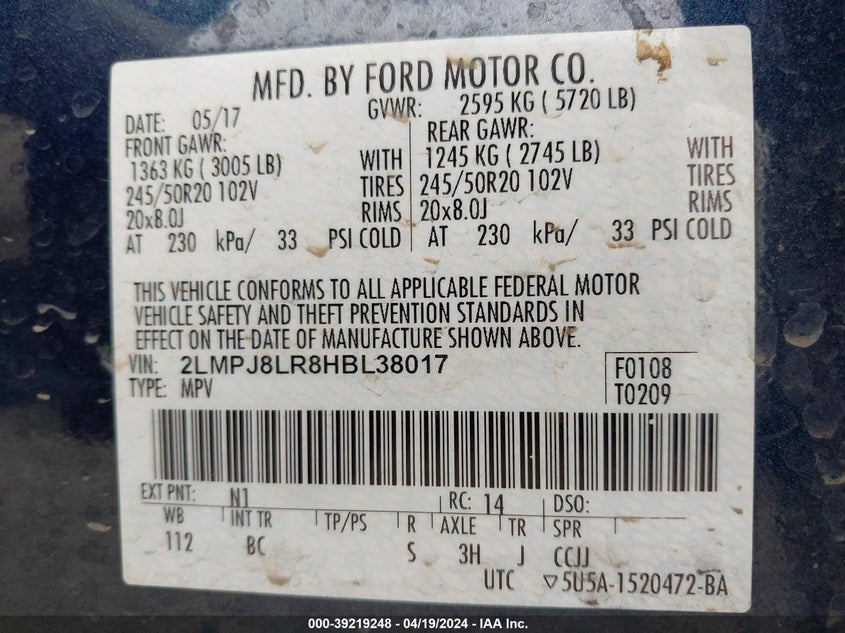 MFD. BY FORD MOTOR CO.
DATE: 05/17 GVWR: 2595 KG ( 5720 LB)
FRONT GAWR: REAR GAWR:
1363 KG ( 3005 LB) WITH 1245 KG ( 2745 LB) WITH
245/50R20 102V TIRES 245/50R20 102V TIRES
20x8.0J RIMS 20x8.0J RIMS
AT 230 kPa/ 33 PSI COLD AT 230 kPa/ 33 PSI COLD
THIS VEHICLE CONFORMS TO ALL APPLICABLE FEDERAL MOTOR
VEHICLE SAFETY AND THEFT PREVENTION STANDARDS IN
EFFECT ON THE DATE OF MANUFACTURE SHOWN ABOVE.
VIN: 2LMPJ8LR8HBL38017 F0108
TYPE: MPV T0209
EXT PNT: N1 RC: 14 DSO:
WB INT TR TP/PS R AXLE TR SPR
112 BC S 3H J CCJJ
UTC ▽5U5A-1520472-BA
000-39219248 - 04/19/2024 - IAA Inc.